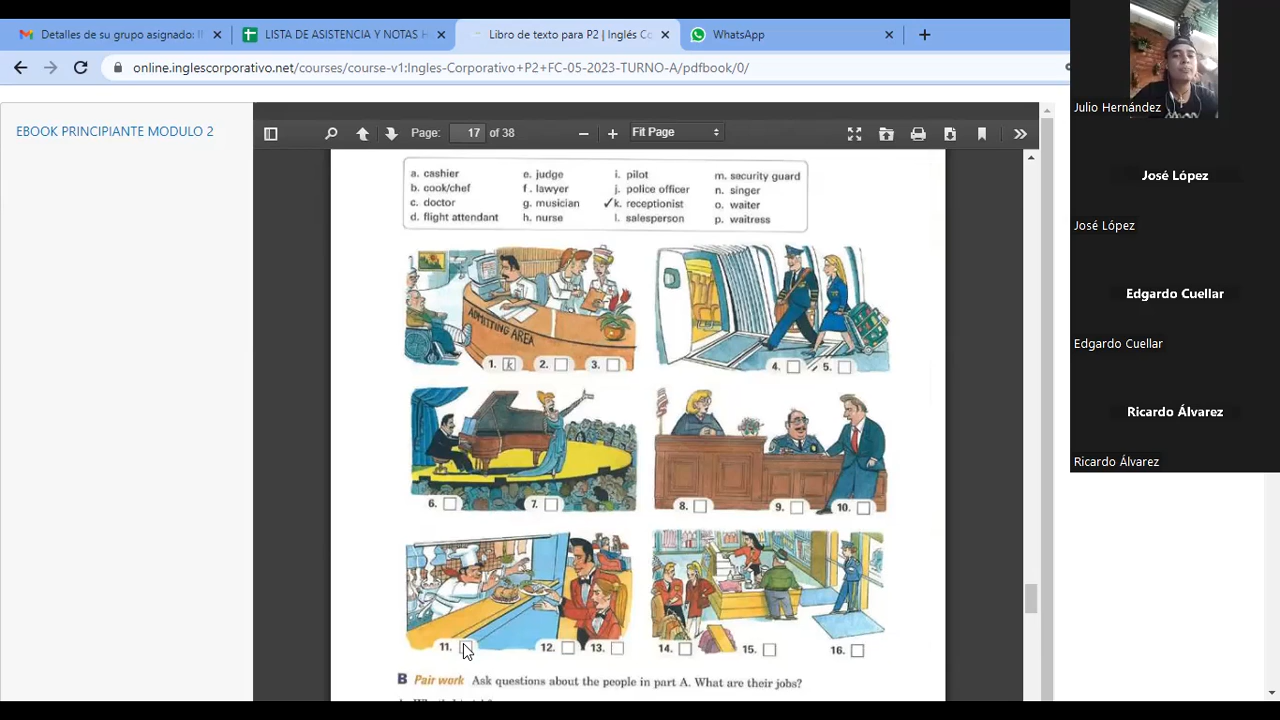 Detalles de su grupo asignado: I
LISTA DE ASISTENCIA Y NOTAS H
Libro de texto para P2 | Inglés Co
WhatsApp
online.inglescorporativo.net/courses/course-v1:Ingles-Corporativo+P2+FC-05-2023-TURNO-A/pdfbook/0/
EBOOK PRINCIPIANTE MODULO 2
Page: 17 of 38
Fit Page
a. cashier e. judge i. pilot m. security guard
b. cook/chef f. lawyer j. police officer n. singer
c. doctor g. musician ✓k. receptionist o. waiter
d. flight attendant h. nurse l. salesperson p. waitress
ADMITTING AREA
1. k 2. 3.
4. 5.
6. 7.
8. 9. 10.
11. 12. 13.
14. 15. 16.
B Pair work Ask questions about the people in part A. What are their jobs?
Julio Hernández
José López
José López
Edgardo Cuellar
Edgardo Cuellar
Ricardo Álvarez
Ricardo Álvarez